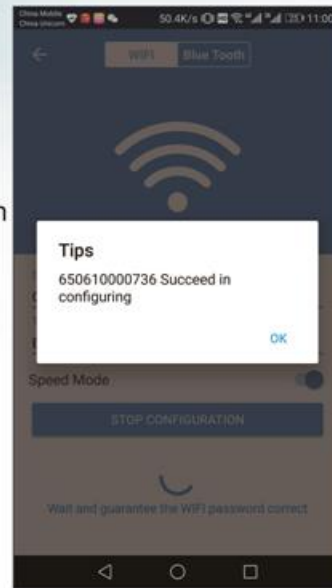 China Mobile
China Unicom
50.4K/s
11:00
WIFI
Blue Tooth
n
Tips
650610000736 Succeed in
configuring
OK
Speed Mode
STOP CONFIGURATION
Wait and guarantee the WIFI password correct